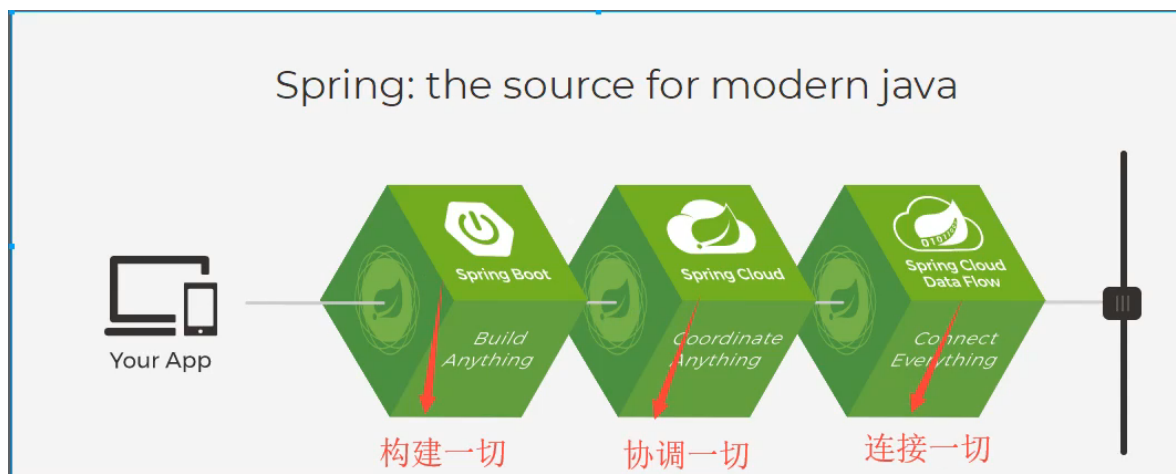 Spring: the source for modern java
Spring Boot
Spring Cloud
Spring Cloud
Data Flow
Your App
Build
Anything
Coordinate
Anything
Connect
Everything
构建一切
协调一切
连接一切